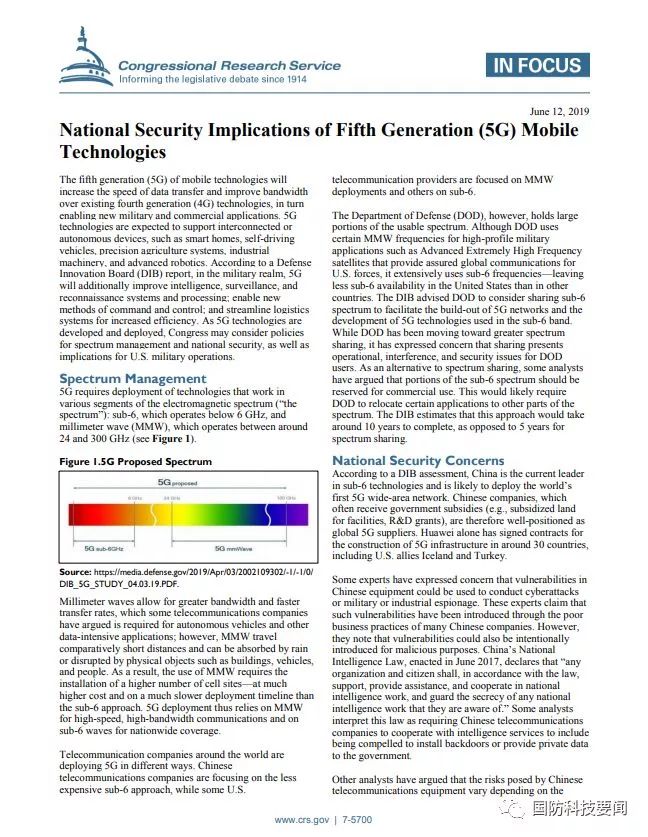 Congressional Research Service
Informing the legislative debate since 1914
IN FOCUS
June 12, 2019
National Security Implications of Fifth Generation (5G) Mobile
Technologies
The fifth generation (5G) of mobile technologies will
increase the speed of data transfer and improve bandwidth
over existing fourth generation (4G) technologies, in turn
enabling new military and commercial applications. 5G
technologies are expected to support interconnected or
autonomous devices, such as smart homes, self-driving
vehicles, precision agriculture systems, industrial
machinery, and advanced robotics. According to a Defense
Innovation Board (DIB) report, in the military realm, 5G
will additionally improve intelligence, surveillance, and
reconnaissance systems and processing; enable new
methods of command and control; and streamline logistics
systems for increased efficiency. As 5G technologies are
developed and deployed, Congress may consider policies
for spectrum management and national security, as well as
implications for U.S. military operations.
Spectrum Management
5G requires deployment of technologies that work in
various segments of the electromagnetic spectrum (“the
spectrum”): sub-6, which operates below 6 GHz, and
millimeter wave (MMW), which operates between around
24 and 300 GHz (see Figure 1).
Figure 1.5G Proposed Spectrum
5G proposed
6 GHz
24 GHz
100 GHz
5G sub-6GHz
5G mmWave
Source: https://media.defense.gov/2019/Apr/03/2002109302/-1/-1/0/
DIB_5G_STUDY_04.03.19.PDF.
Millimeter waves allow for greater bandwidth and faster
transfer rates, which some telecommunications companies
have argued is required for autonomous vehicles and other
data-intensive applications; however, MMW travel
comparatively short distances and can be absorbed by rain
or disrupted by physical objects such as buildings, vehicles,
and people. As a result, the use of MMW requires the
installation of a higher number of cell sites—at much
higher cost and on a much slower deployment timeline than
the sub-6 approach. 5G deployment thus relies on MMW
for high-speed, high-bandwidth communications and on
sub-6 waves for nationwide coverage.
Telecommunication companies around the world are
deploying 5G in different ways. Chinese
telecommunications companies are focusing on the less
expensive sub-6 approach, while some U.S.
telecommunication providers are focused on MMW
deployments and others on sub-6.
The Department of Defense (DOD), however, holds large
portions of the usable spectrum. Although DOD uses
certain MMW frequencies for high-profile military
applications such as Advanced Extremely High Frequency
satellites that provide assured global communications for
U.S. forces, it extensively uses sub-6 frequencies—leaving
less sub-6 availability in the United States than in other
countries. The DIB advised DOD to consider sharing sub-6
spectrum to facilitate the build-out of 5G networks and the
development of 5G technologies used in the sub-6 band.
While DOD has been moving toward greater spectrum
sharing, it has expressed concern that sharing presents
operational, interference, and security issues for DOD
users. As an alternative to spectrum sharing, some analysts
have argued that portions of the sub-6 spectrum should be
reserved for commercial use. This would likely require
DOD to relocate certain applications to other parts of the
spectrum. The DIB estimates that this approach would take
around 10 years to complete, as opposed to 5 years for
spectrum sharing.
National Security Concerns
According to a DIB assessment, China is the current leader
in sub-6 technologies and is likely to deploy the world’s
first 5G wide-area network. Chinese companies, which
often receive government subsidies (e.g., subsidized land
for facilities, R&D grants), are therefore well-positioned as
global 5G suppliers. Huawei alone has signed contracts for
the construction of 5G infrastructure in around 30 countries,
including U.S. allies Iceland and Turkey.
Some experts have expressed concern that vulnerabilities in
Chinese equipment could be used to conduct cyberattacks
or military or industrial espionage. These experts claim that
such vulnerabilities have been introduced through the poor
business practices of many Chinese companies. However,
they note that vulnerabilities could also be intentionally
introduced for malicious purposes. China’s National
Intelligence Law, enacted in June 2017, declares that “any
organization and citizen shall, in accordance with the law,
support, provide assistance, and cooperate in national
intelligence work, and guard the secrecy of any national
intelligence work that they are aware of.” Some analysts
interpret this law as requiring Chinese telecommunications
companies to cooperate with intelligence services to include
being compelled to install backdoors or provide private data
to the government.
Other analysts have argued that the risks posed by Chinese
telecommunications equipment vary depending on the
www.crs.gov | 7-5700
国防科技要闻